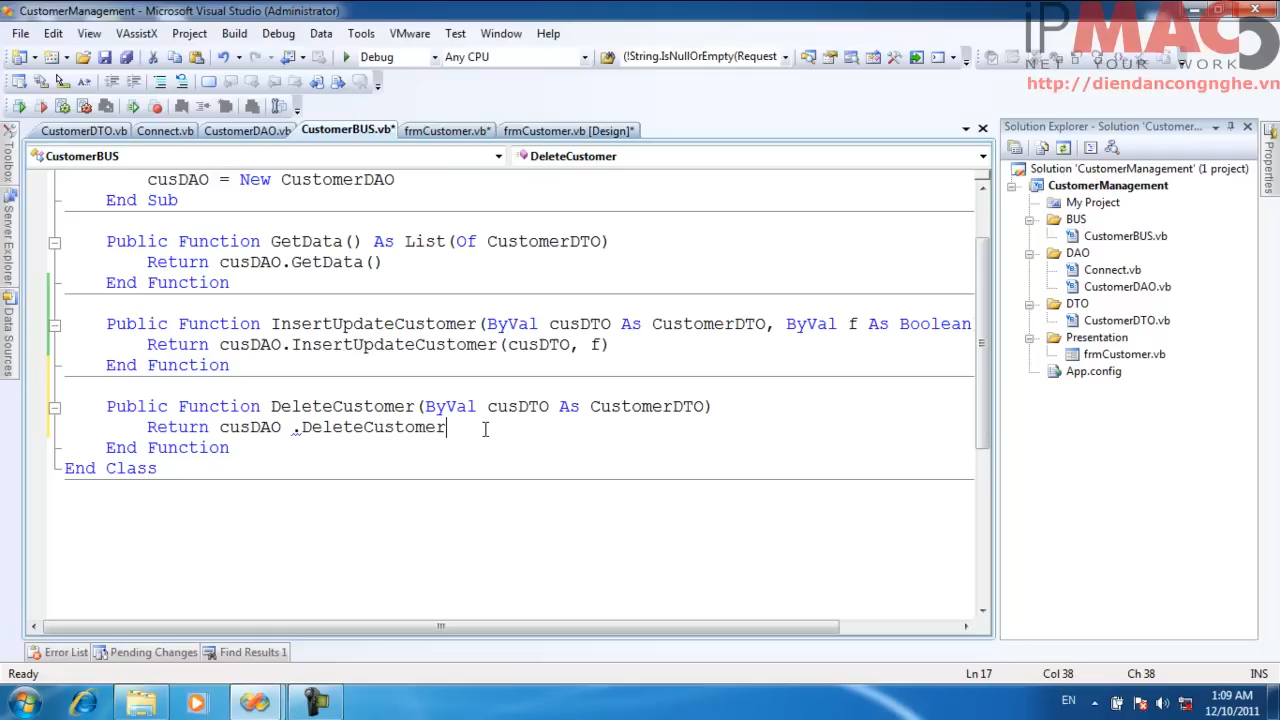 CustomerManagement - Microsoft Visual Studio (Administrator)
iPMAC
NET YOUR WORK
5
http://diendancongnghe.vn
File Edit View VAssistX Project Build Debug Data Tools VMware Test Window Help
Debug Any CPU (!String.IsNullOrEmpty(Request
CustomerDTO.vb Connect.vb CustomerDAO.vb CustomerBUS.vb* frmCustomer.vb* frmCustomer.vb [Design]*
CustomerBUS DeleteCustomer
cusDAO = New CustomerDAO
End Sub
Public Function GetData() As List(Of CustomerDTO)
Return cusDAO.GetData()
End Function
Public Function InsertUpdateCustomer(ByVal cusDTO As CustomerDTO, ByVal f As Boolean
Return cusDAO.InsertUpdateCustomer(cusDTO, f)
End Function
Public Function DeleteCustomer(ByVal cusDTO As CustomerDTO)
Return cusDAO .DeleteCustomer
End Function
End Class
Toolbox
Server Explorer
Data Sources
Solution Explorer - Solution 'Customer...
Solution 'CustomerManagement' (1 project)
CustomerManagement
My Project
BUS
CustomerBUS.vb
DAO
Connect.vb
CustomerDAO.vb
DTO
CustomerDTO.vb
Presentation
frmCustomer.vb
App.config
Properties
Error List Pending Changes Find Results 1
Ready Ln 17 Col 38 Ch 38 INS
EN 1:09 AM
12/10/2011